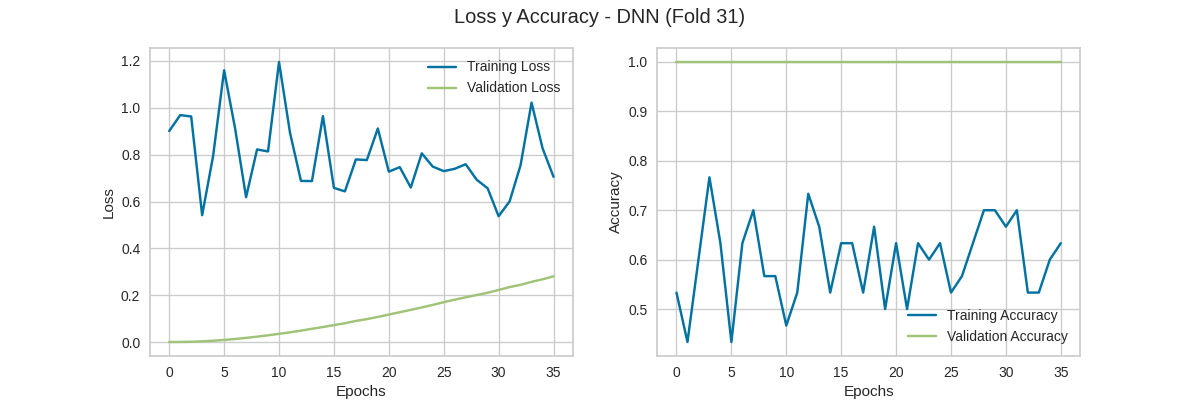 Loss y Accuracy - DNN (Fold 31)
1.2
1.0
0.8
0.6
0.4
0.2
0.0
Loss
Training Loss
Validation Loss
0 5 10 15 20 25 30 35
Epochs
1.0
0.9
0.8
0.7
0.6
0.5
Accuracy
Training Accuracy
Validation Accuracy
0 5 10 15 20 25 30 35
Epochs